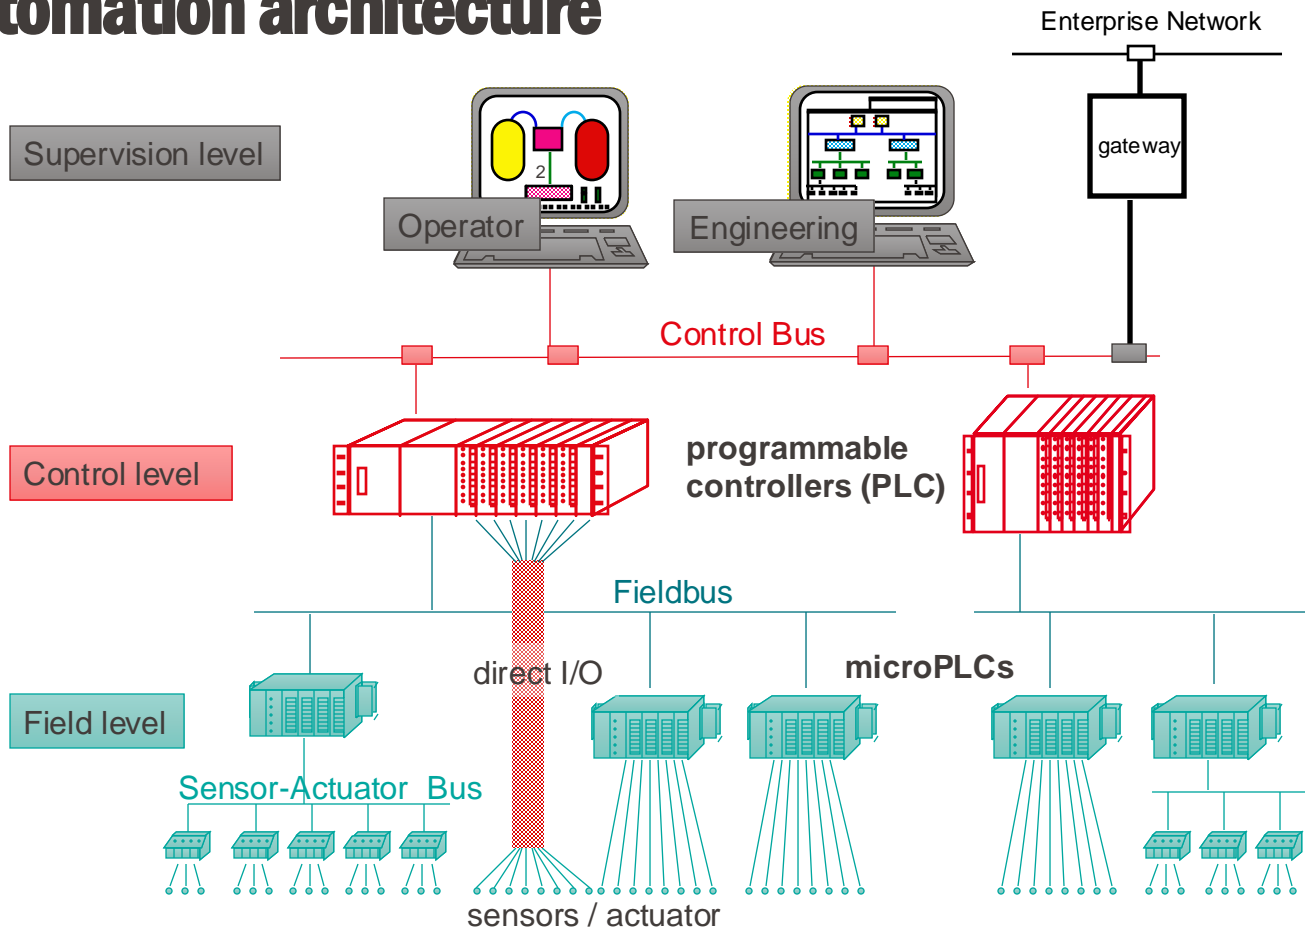 tomation architecture
Enterprise Network
gateway
Supervision level
2
Operator
Engineering
Control Bus
Control level
programmable
controllers (PLC)
Fieldbus
direct I/O
microPLCs
Field level
Sensor-Actuator Bus
sensors / actuator